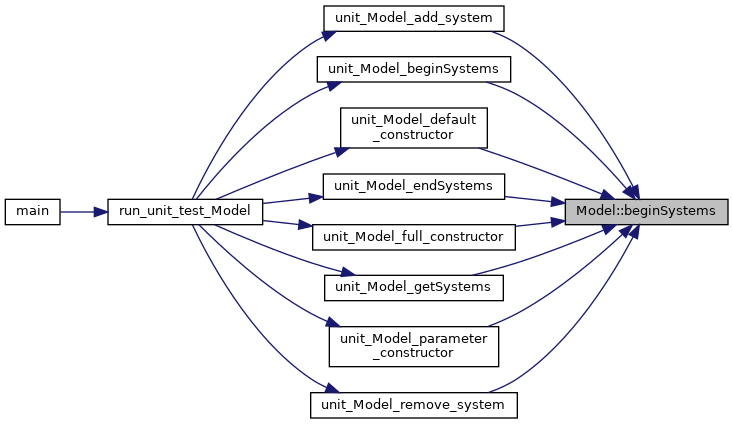 unit_Model_add_system
unit_Model_beginSystems
unit_Model_default
_constructor
unit_Model_endSystems
main
run_unit_test_Model
Model::beginSystems
unit_Model_full_constructor
unit_Model_getSystems
unit_Model_parameter
_constructor
unit_Model_remove_system